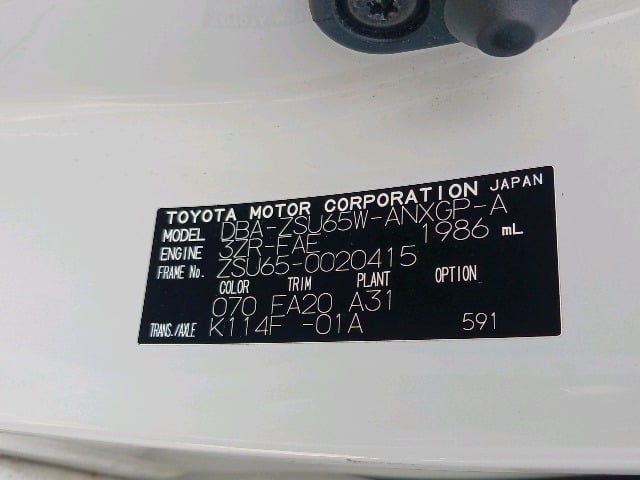 TOYOTA MOTOR CORPORATION JAPAN
MODEL DBA-ZSU65W-ANXGP-A
ENGINE 3ZR-FAE 1986 mL
FRAME No. ZSU65-0020415
COLOR TRIM PLANT OPTION
070 FA20 A31
TRANS./AXLE K114F -01A 591